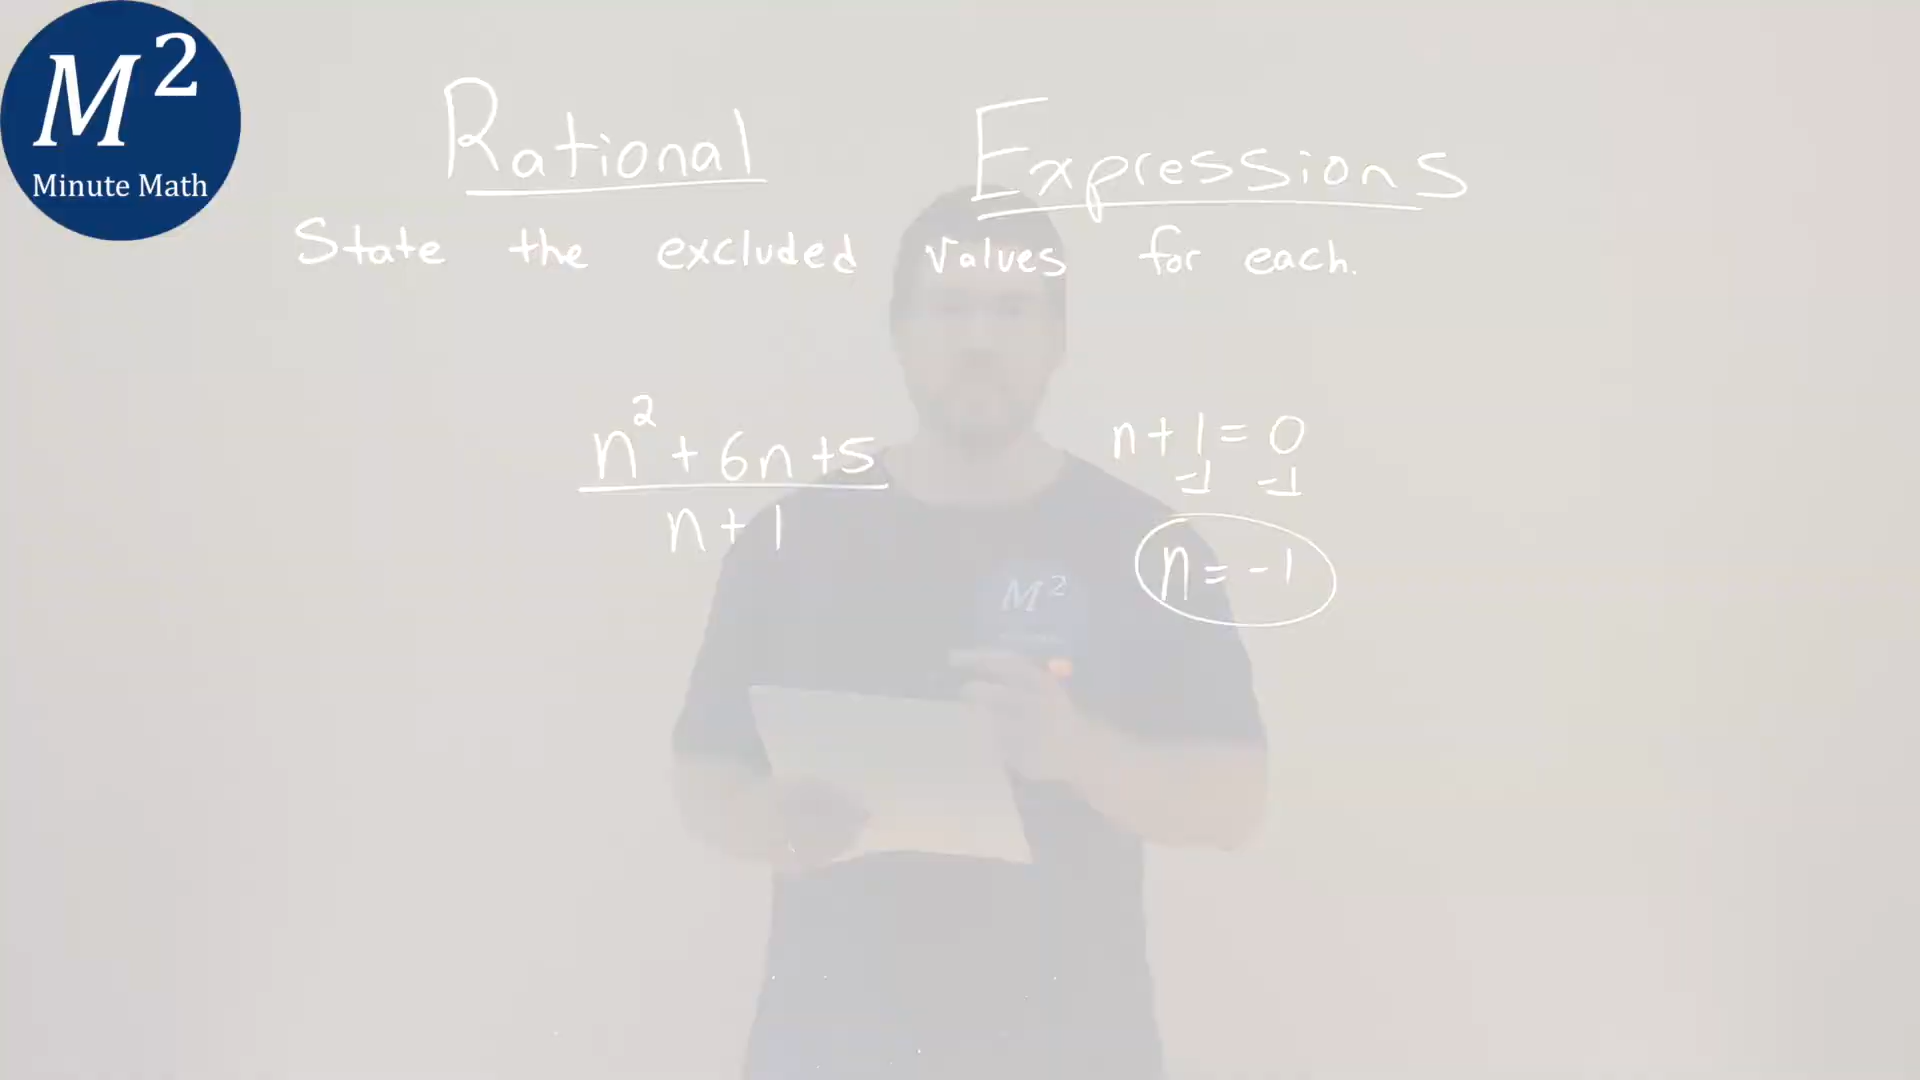 M²
Minute Math
Rational Expressions
State the excluded values for each.
n² + 6n + 5
n + 1
n + 1 = 0
-1 -1
n = -1
M²